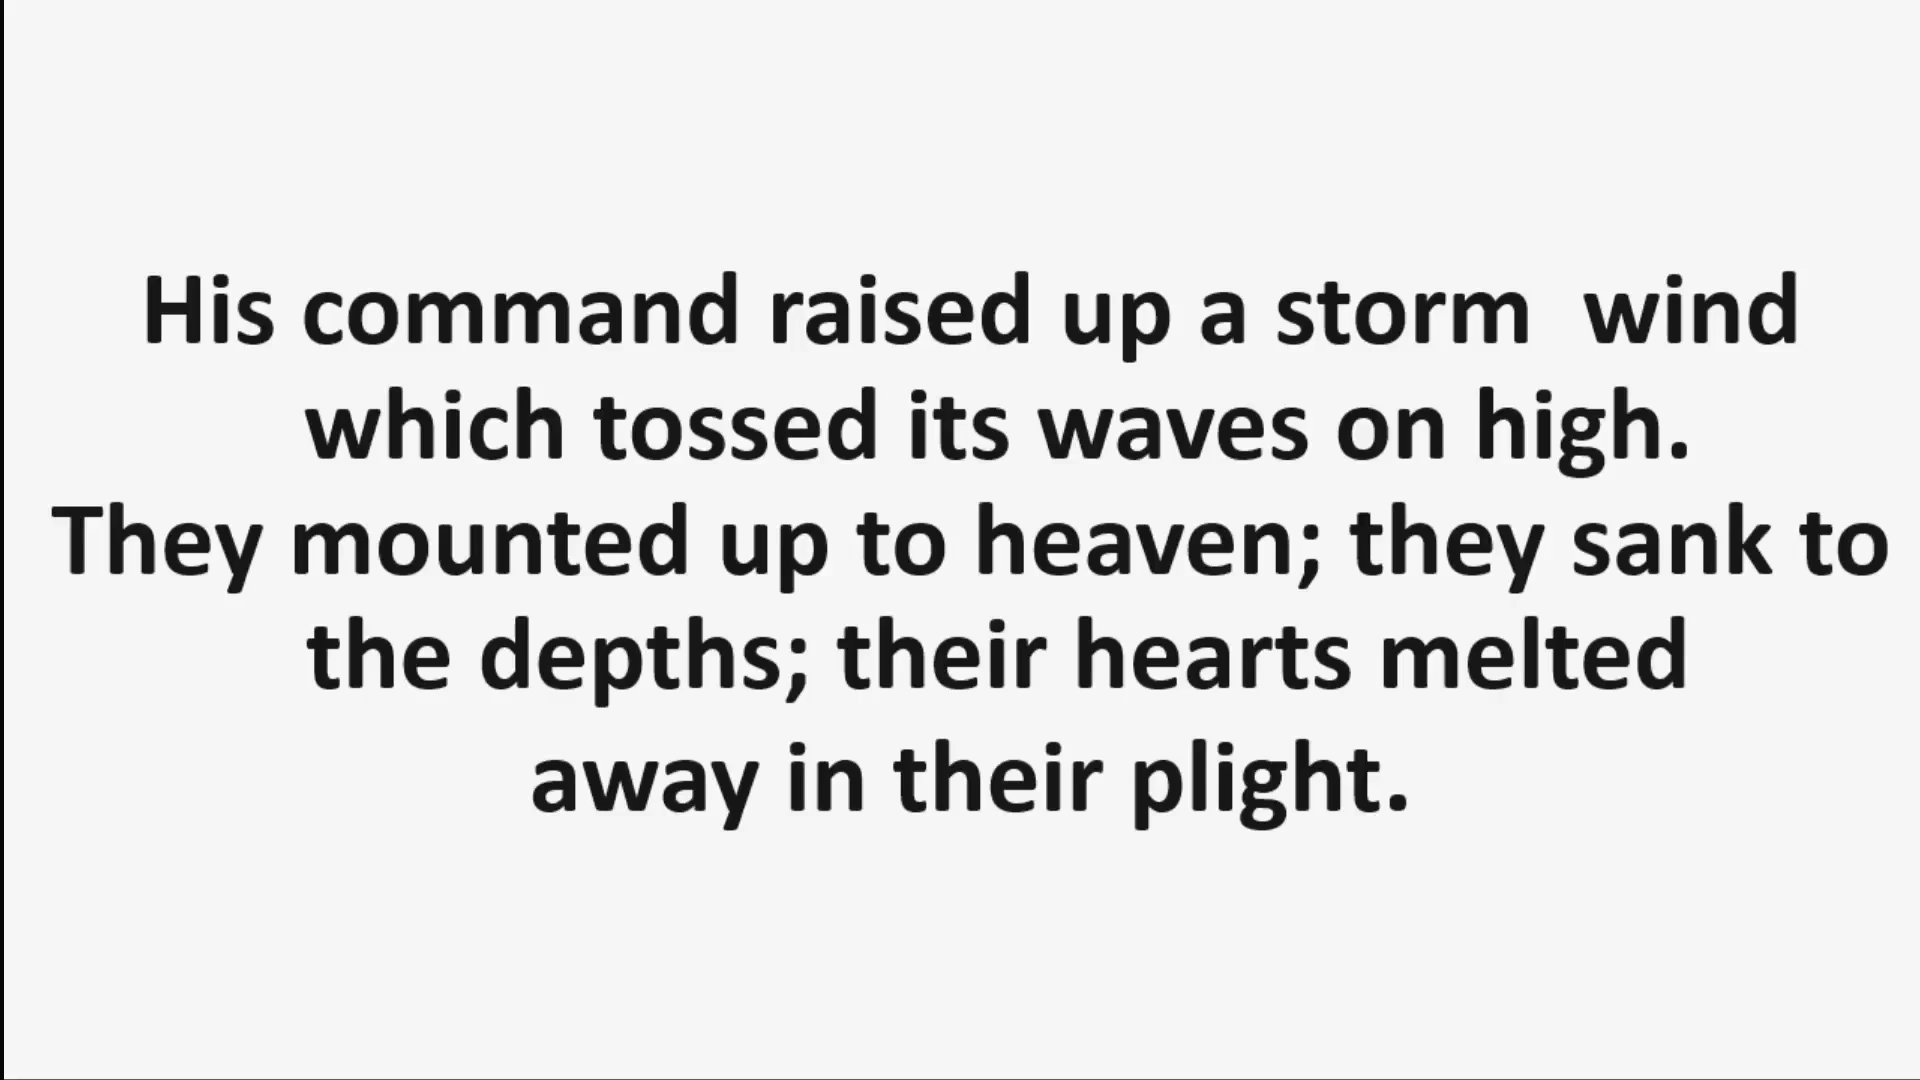 His command raised up a storm  wind
which tossed its waves on high.
They mounted up to heaven; they sank to
the depths; their hearts melted
away in their plight.